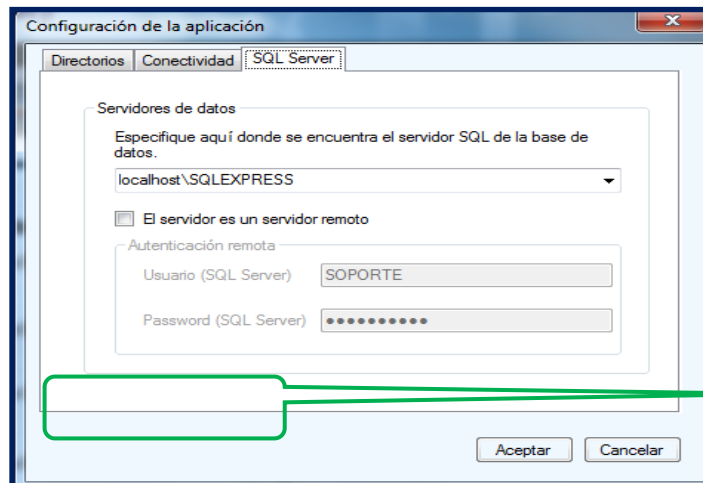 Configuración de la aplicación
Directorios Conectividad SQL Server
Servidores de datos
Especifique aquí donde se encuentra el servidor SQL de la base de
datos.
localhost\SQLEXPRESS
El servidor es un servidor remoto
Autenticación remota
Usuario (SQL Server) SOPORTE
Password (SQL Server) ●●●●●●●●●●
Aceptar Cancelar